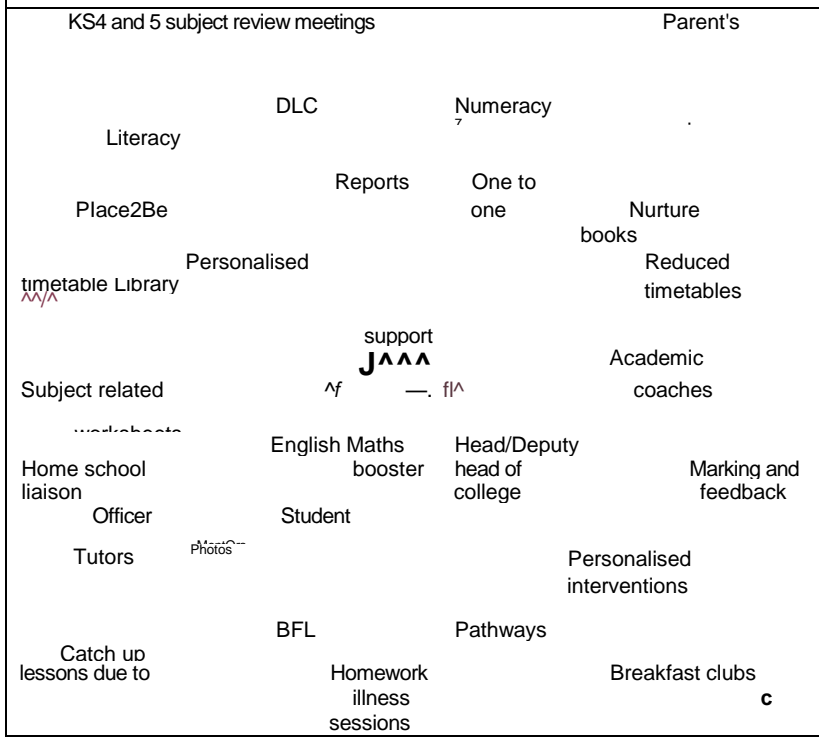 KS4 and 5 subject review meetings Parent's
DLC Numeracy
7 .
Literacy
Reports One to
Place2Be one Nurture
books
Personalised Reduced
timetable Library timetables
^^/^
support
J^^^ Academic
Subject related ^f —. fl^ coaches
worksheets
English Maths Head/Deputy
Home school booster head of Marking and
liaison college feedback
Officer Student
Tutors Photos Personalised
interventions
BFL Pathways
Catch up
lessons due to Homework Breakfast clubs
illness c
sessions